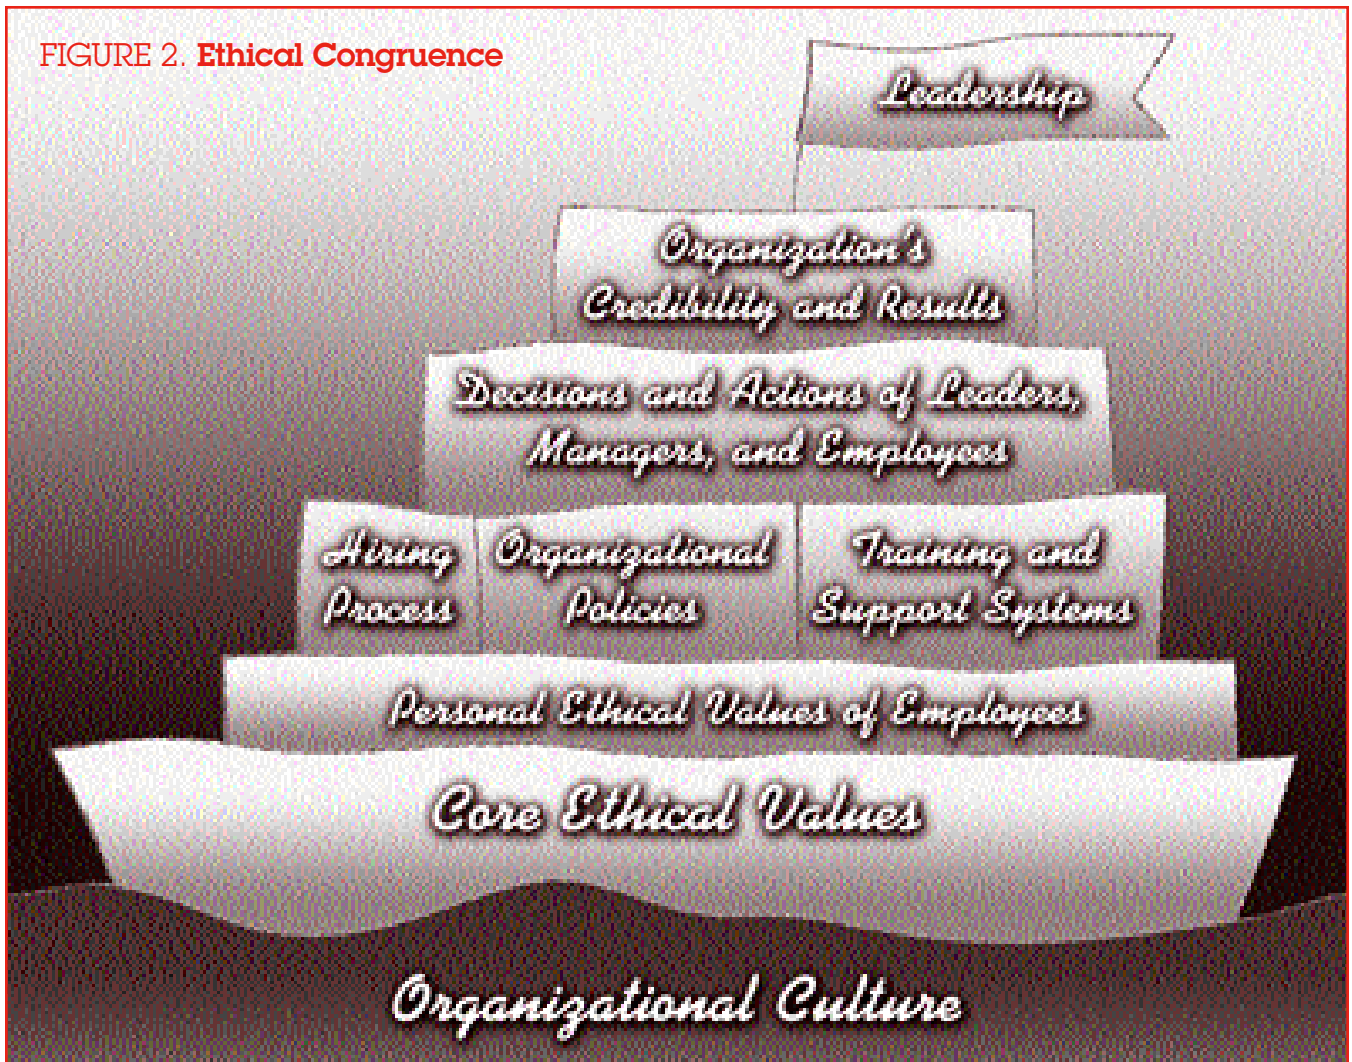 FIGURE 2. Ethical Congruence
Leadership
Organization's
Credibility and Results
Decisions and Actions of Leaders,
Managers, and Employees
Hiring
Process
Organizational
Policies
Training and
Support Systems
Personal Ethical Values of Employees
Core Ethical Values
Organizational Culture